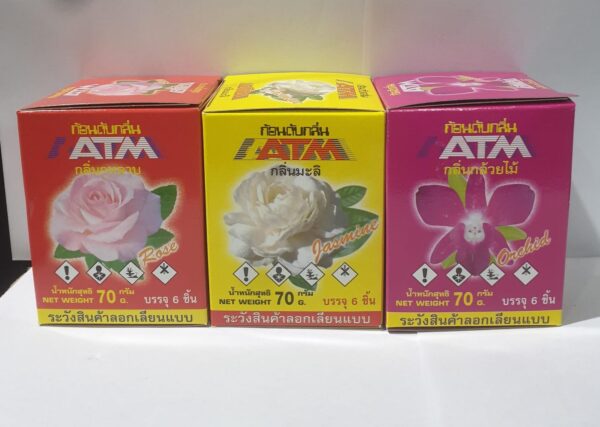 ก้อนดับกลิ่น
ATM
กลิ่นกุหลาบ
Rose
น้ำหนักสุทธิ 70 กรัม
NET WEIGHT G.
บรรจุ 6 ชิ้น
ระวังสินค้าลอกเลียนแบบ
ก้อนดับกลิ่น
ATM
กลิ่นมะลิ
Jasmine
น้ำหนักสุทธิ 70 กรัม
NET WEIGHT G.
บรรจุ 6 ชิ้น
ระวังสินค้าลอกเลียนแบบ
ก้อนดับกลิ่น
ATM
กลิ่นกล้วยไม้
Orchid
น้ำหนักสุทธิ 70 กรัม
NET WEIGHT G.
บรรจุ 6 ชิ้น
ระวังสินค้าลอกเลียนแบบ